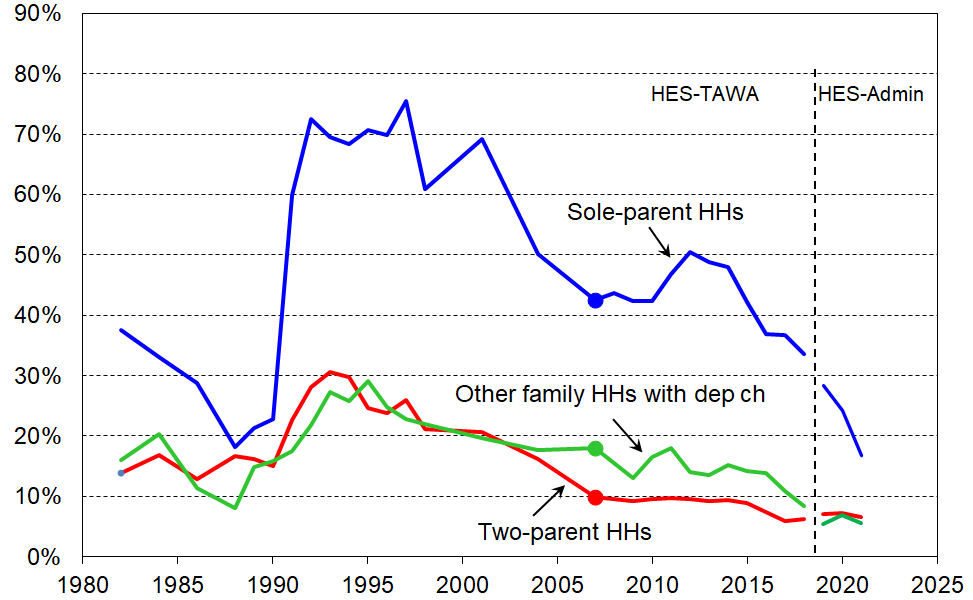 90%
80%
HES-TAWA HES-Admin
70%
60%
Sole-parent HHs
50%
40%
30%
Other family HHs with dep ch
20%
10%
Two-parent HHs
0%
1980 1985 1990 1995 2000 2005 2010 2015 2020 2025